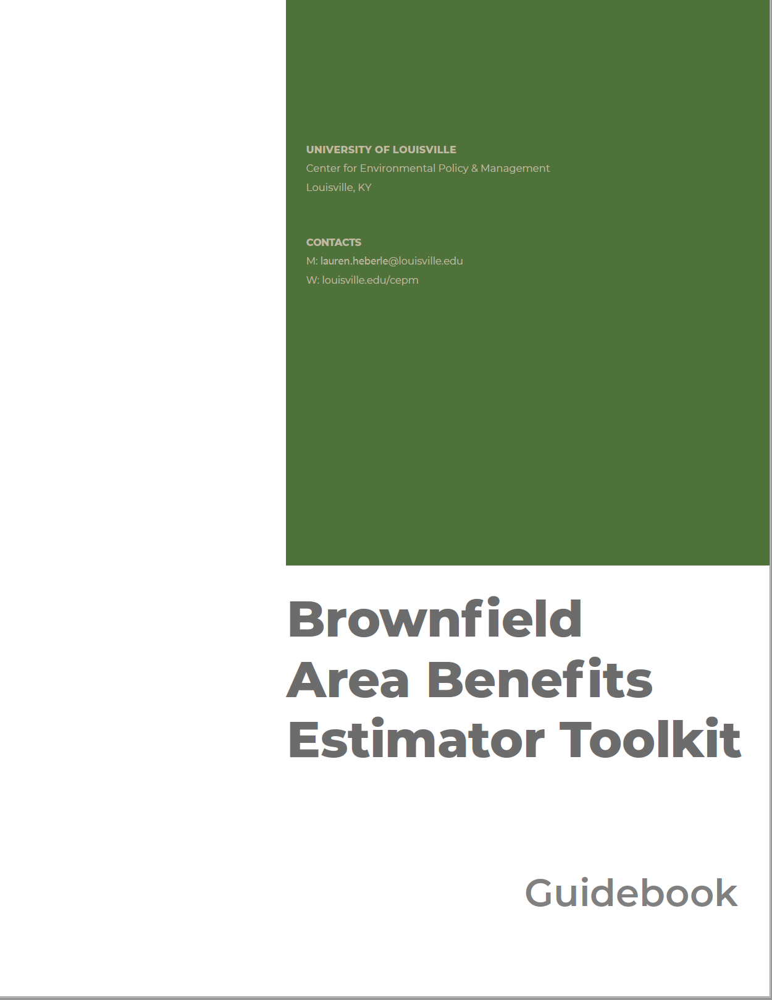 UNIVERSITY OF LOUISVILLE
Center for Environmental Policy & Management
Louisville, KY
CONTACTS
M: lauren.heberle@louisville.edu
W: louisville.edu/cepm
Brownfield
Area Benefits
Estimator Toolkit
Guidebook